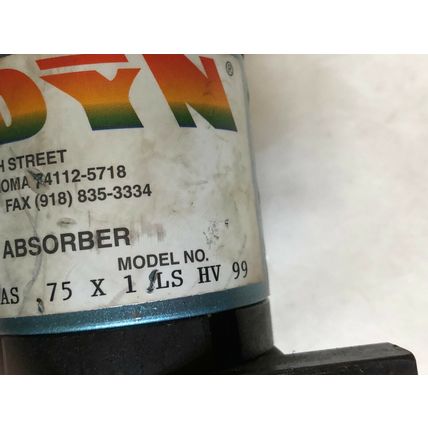 DYN®
H STREET
OMA 74112-5718
FAX (918) 835-3334
ABSORBER
MODEL NO.
AS .75 X 1 LS HV 99